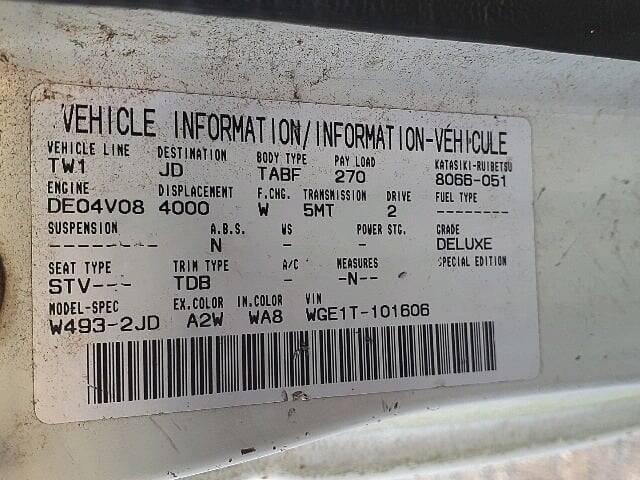 VEHICLE INFORMATION/INFORMATION-VÉHICULE
VEHICLE LINE DESTINATION BODY TYPE PAY LOAD KATASIKI-RUIBETSU
TW1 JD TABF 270 8066-051
ENGINE DISPLACEMENT F.CHG. TRANSMISSION DRIVE FUEL TYPE
DE04V08 4000 W 5MT 2 --------
SUSPENSION A.B.S. WS POWER STG. GRADE
-------- N - - DELUXE
SEAT TYPE TRIM TYPE A/C MEASURES SPECIAL EDITION
STV--- TDB - -N--
MODEL-SPEC EX.COLOR IN.COLOR VIN
W493-2JD A2W WA8 WGE1T-101606